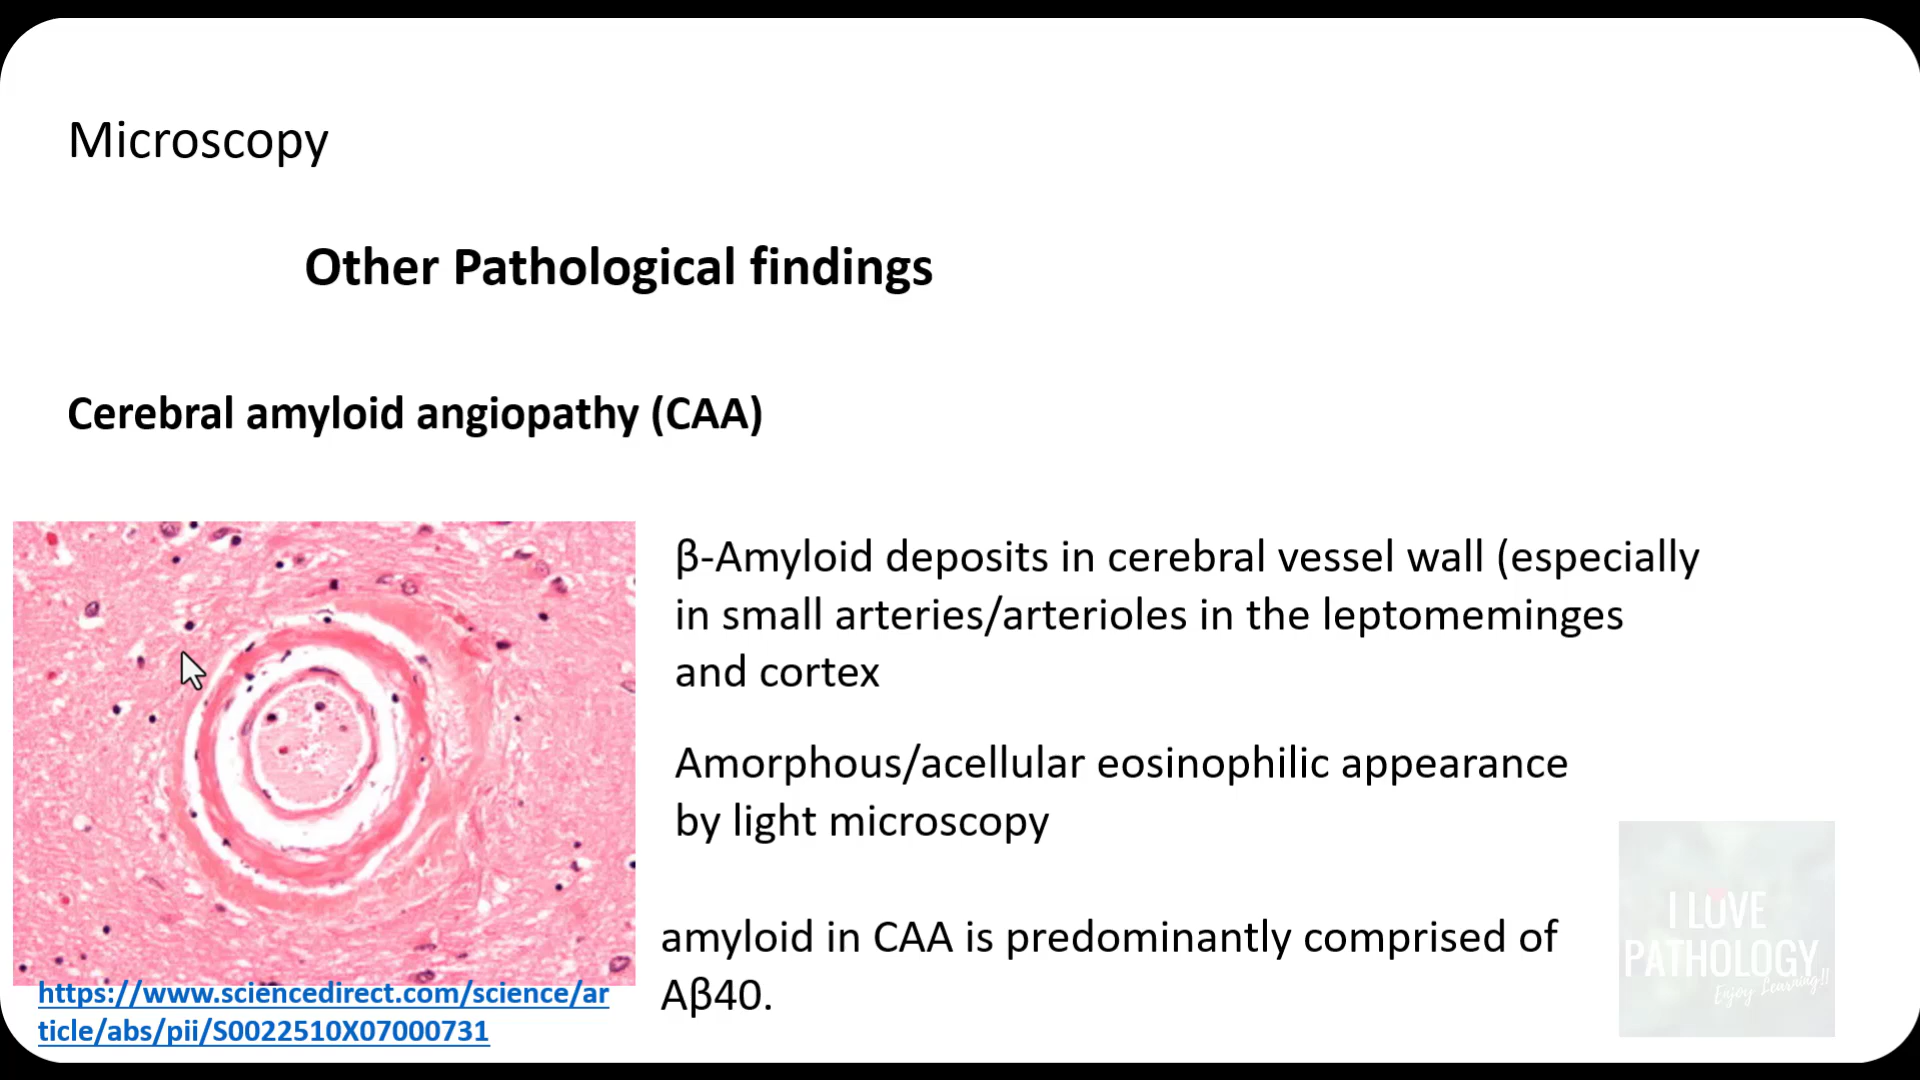 Microscopy
Other Pathological findings
Cerebral amyloid angiopathy (CAA)
β-Amyloid deposits in cerebral vessel wall (especially
in small arteries/arterioles in the leptomeminges
and cortex
Amorphous/acellular eosinophilic appearance
by light microscopy
amyloid in CAA is predominantly comprised of
Aβ40.
https://www.sciencedirect.com/science/ar
ticle/abs/pii/S0022510X07000731
I LOVE
PATHOLOGY
Enjoy Learning!!